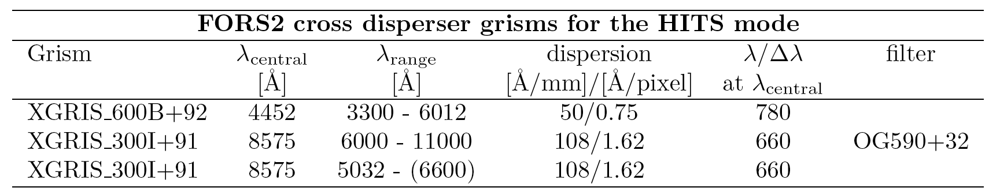 FORS2 cross disperser grisms for the HITS mode
Grism λcentral λrange dispersion λ/Δλ filter
[Å] [Å] [Å/mm]/[Å/pixel] at λcentral
XGRIS_600B+92 4452 3300 - 6012 50/0.75 780
XGRIS_300I+91 8575 6000 - 11000 108/1.62 660 OG590+32
XGRIS_300I+91 8575 5032 - (6600) 108/1.62 660